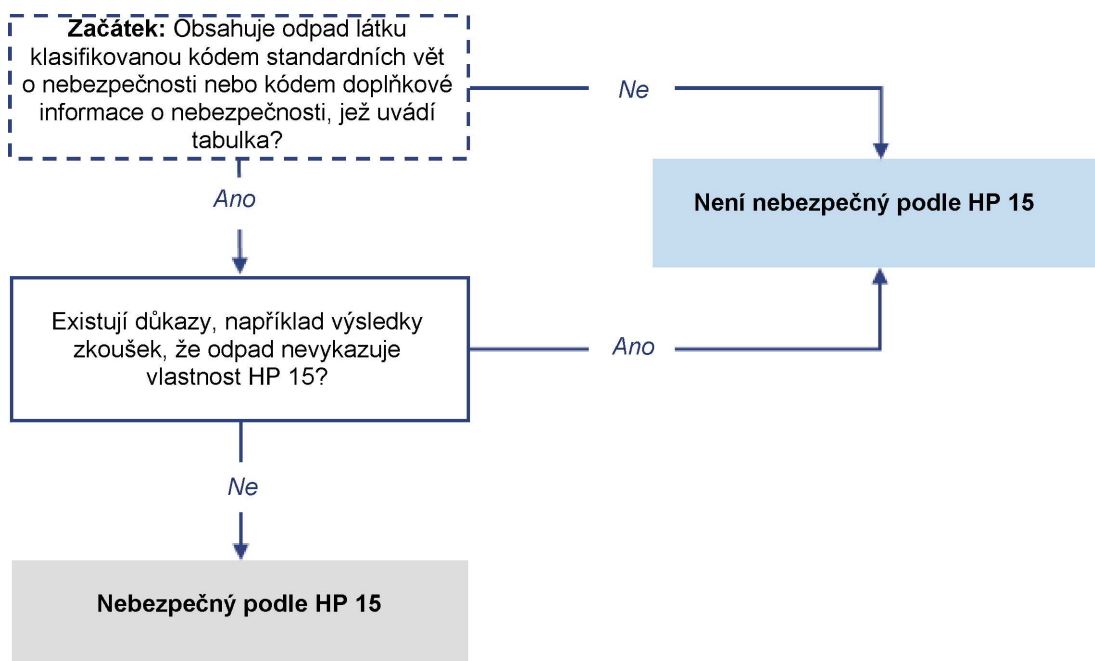 Začátek: Obsahuje odpad látku
klasifikovanou kódem standardních vět
o nebezpečnosti nebo kódem doplňkové
informace o nebezpečnosti, jež uvádí
tabulka?
Ne
Ano
Není nebezpečný podle HP 15
Existují důkazy, například výsledky
zkoušek, že odpad nevykazuje
vlastnost HP 15?
Ano
Ne
Nebezpečný podle HP 15